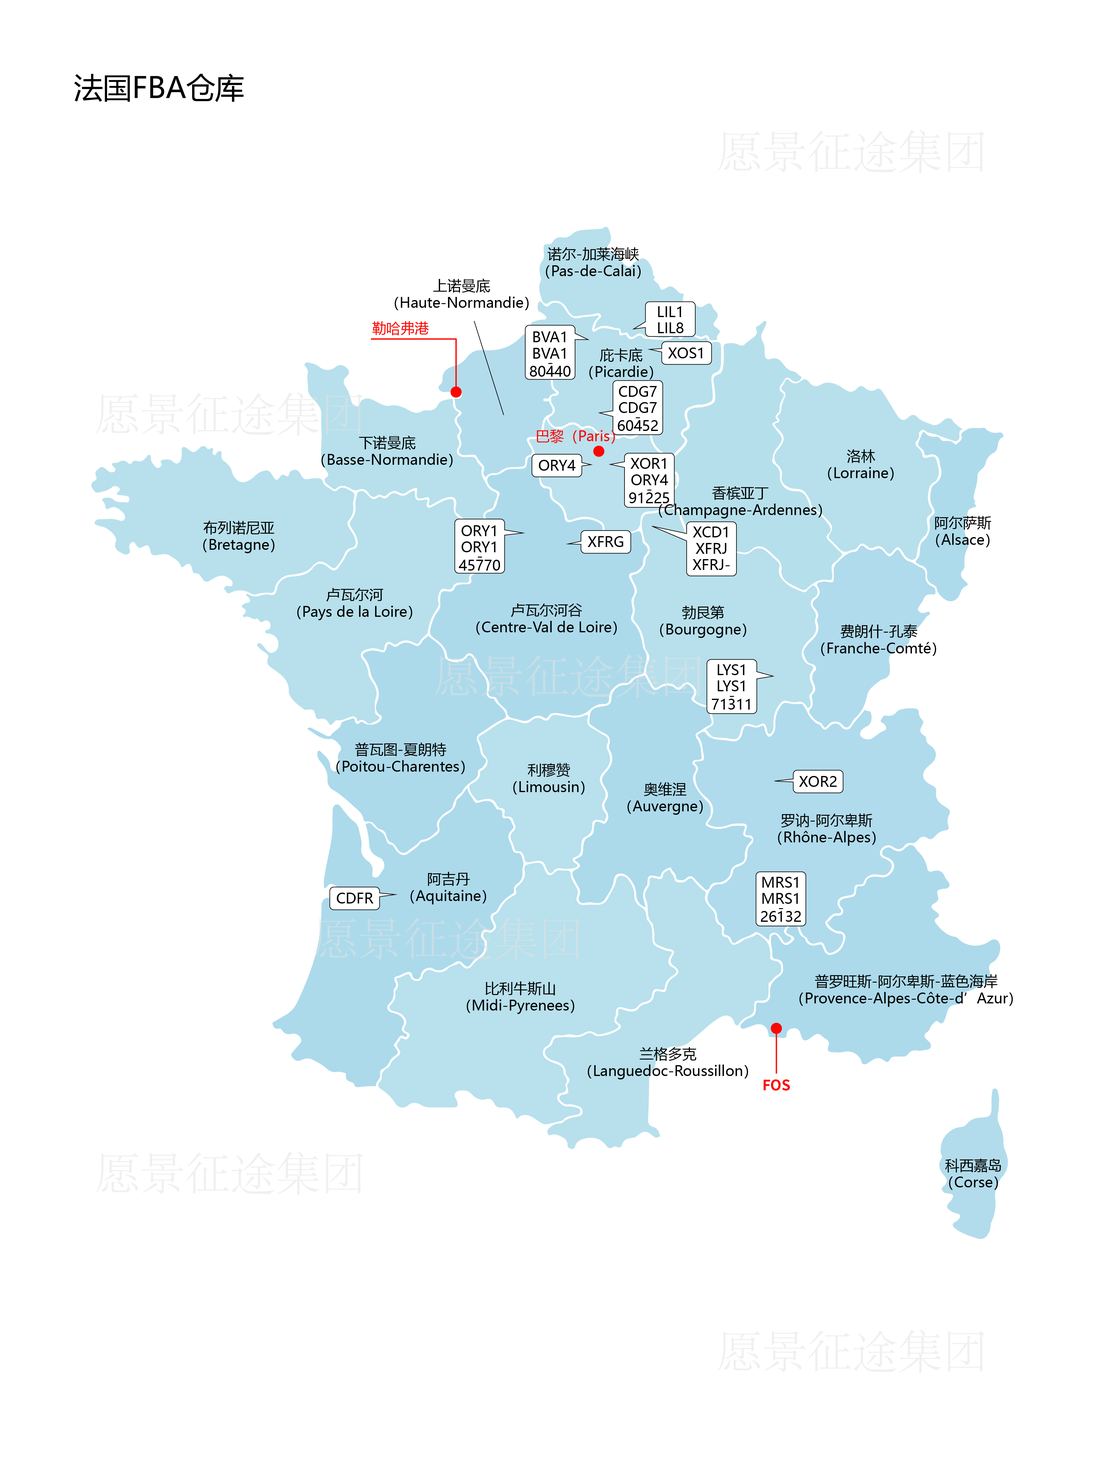 法国FBA仓库
愿景征途集团
诺尔-加莱海峡
(Pas-de-Calai)
上诺曼底
(Haute-Normandie)
勒哈弗港
LIL1
LIL8
BVA1
BVA1
-
80440
XOS1
庇卡底
(Picardie)
CDG7
CDG7
-
60452
愿景征途集团
巴黎（Paris）
下诺曼底
(Basse-Normandie)
ORY4
XOR1
ORY4
-
91225
洛林
(Lorraine)
香槟亚丁
(Champagne-Ardennes)
布列诺尼亚
(Bretagne)
阿尔萨斯
(Alsace)
ORY1
ORY1
-
45770
XFRG
XCD1
XFRJ
XFRJ-
卢瓦尔河
(Pays de la Loire)
卢瓦尔河谷
(Centre-Val de Loire)
勃艮第
(Bourgogne)
费朗什-孔泰
(Franche-Comté)
愿景征途集团
LYS1
LYS1
-
71311
普瓦图-夏朗特
(Poitou-Charentes)
利穆赞
(Limousin)
奥维涅
(Auvergne)
XOR2
罗讷-阿尔卑斯
(Rhône-Alpes)
CDFR
阿吉丹
(Aquitaine)
MRS1
MRS1
-
26132
愿景征途集团
比利牛斯山
(Midi-Pyrenees)
普罗旺斯-阿尔卑斯-蓝色海岸
(Provence-Alpes-Côte-d’Azur)
兰格多克
(Languedoc-Roussillon)
FOS
愿景征途集团
科西嘉岛
(Corse)
愿景征途集团